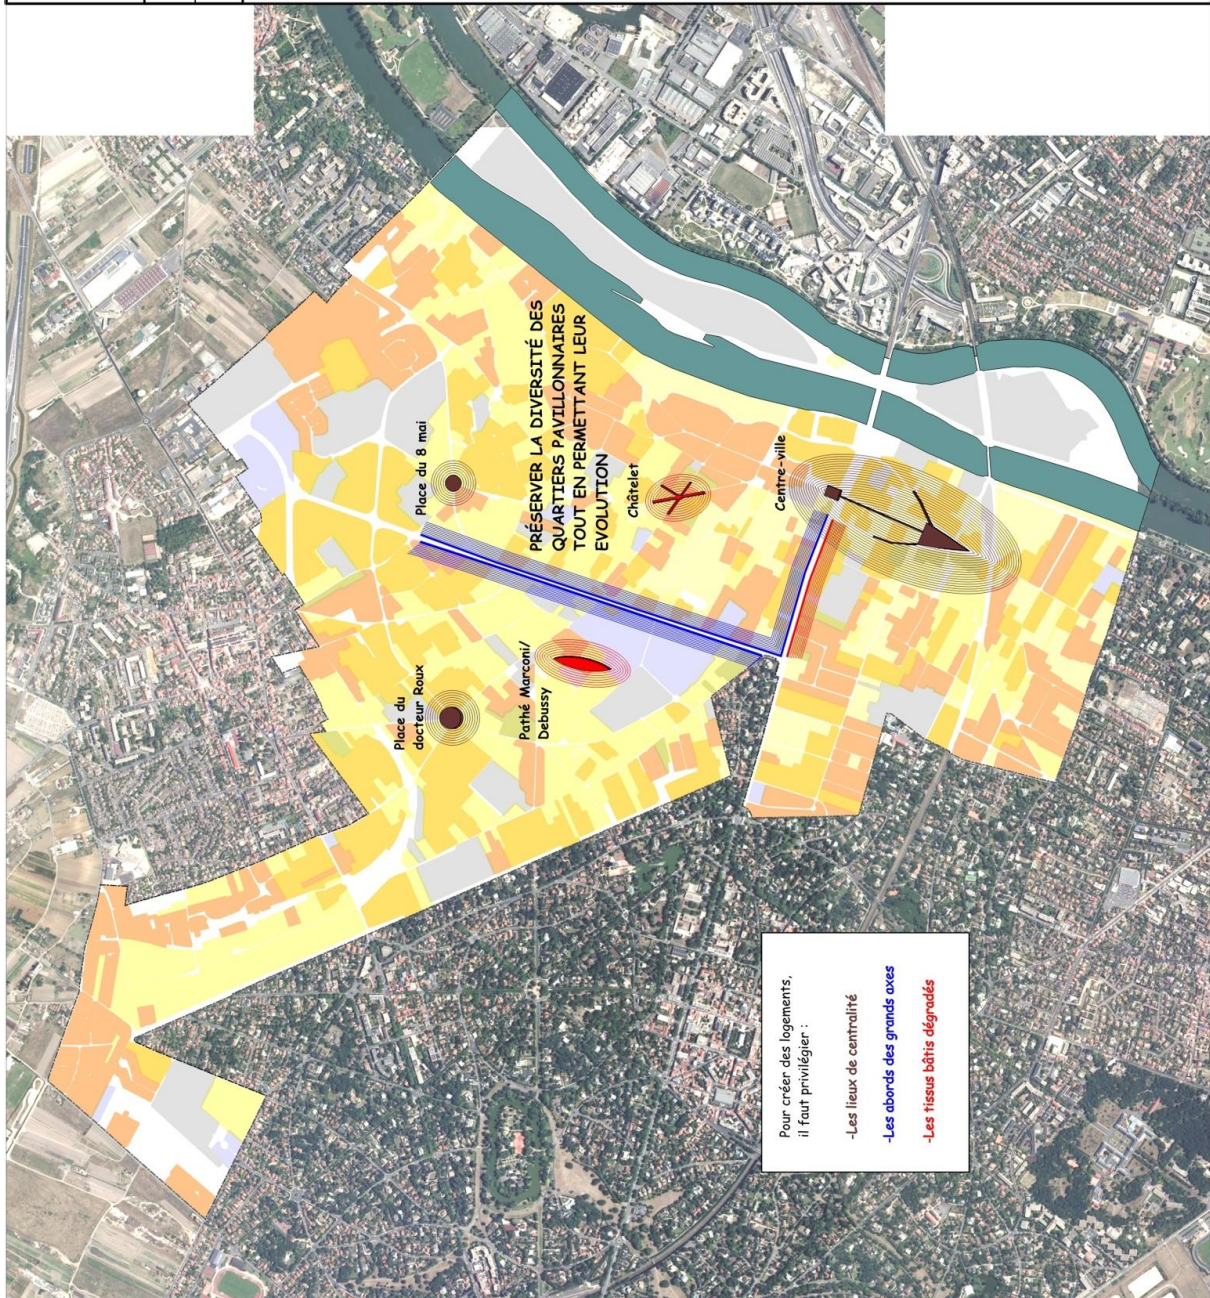 Place du 8 mai
PRÉSERVER LA DIVERSITÉ DES
QUARTIERS PAVILLONNAIRES
TOUT EN PERMETTANT LEUR
EVOLUTION
Châtelet
Centre-ville
Place du
docteur Roux
Pathé Marconi/
Debussy
Pour créer des logements,
il faut privilégier :
-Les lieux de centralité
-Les abords des grands axes
-Les tissus bâtis dégradés